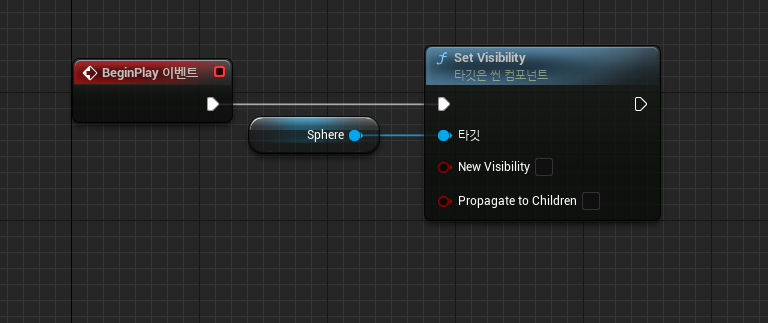 BeginPlay 이벤트
Set Visibility
타깃은 씬 컴포넌트
Sphere
타깃
New Visibility
Propagate to Children